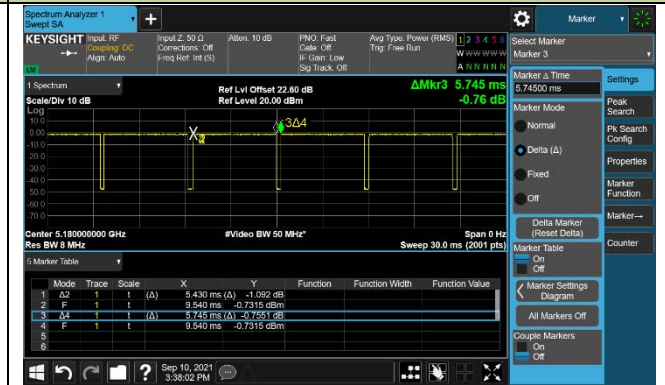 Spectrum Analyzer 1
Swept SA
Marker
KEYSIGHT
Input: RF
Coupling: DC
Align: Auto
Input Z: 50 Ω
Corrections: Off
Freq Ref: Int (S)
Atten: 10 dB
PNO: Fast
Gate: Off
IF Gain: Low
Sig Track: Off
Avg Type: Power (RMS)
Trig: Free Run
1 2 3 4 5 6
W W W W W W
A N N N N N
Select Marker
Marker 3
1 Spectrum
Scale/Div 10 dB
Log
Ref Lvl Offset 22.60 dB
Ref Level 20.00 dBm
ΔMkr3 5.745 ms
-0.76 dB
10.0
0.00
-10.0
-20.0
-30.0
-40.0
-50.0
-60.0
-70.0
3Δ4
Center 5.180000000 GHz
Res BW 8 MHz
#Video BW 50 MHz*
Span 0 Hz
Sweep 30.0 ms (2001 pts)
5 Marker Table
Mode Trace Scale X Y Function Function Width Function Value
1 Δ2 1 t (Δ) 5.430 ms (Δ) -1.092 dB
2 F 1 t 9.540 ms -0.7315 dBm
3 Δ4 1 t (Δ) 5.745 ms (Δ) -0.7551 dB
4 F 1 t 9.540 ms -0.7315 dBm
5
6
Marker Δ Time
5.74500 ms
Marker Mode
Normal
Delta (Δ)
Fixed
Off
Delta Marker
(Reset Delta)
Marker Table
On
Off
Marker Settings
Diagram
All Markers Off
Couple Markers
On
Off
Settings
Peak
Search
Pk Search
Config
Properties
Marker
Function
Marker→
Counter
Sep 10, 2021
3:38:02 PM